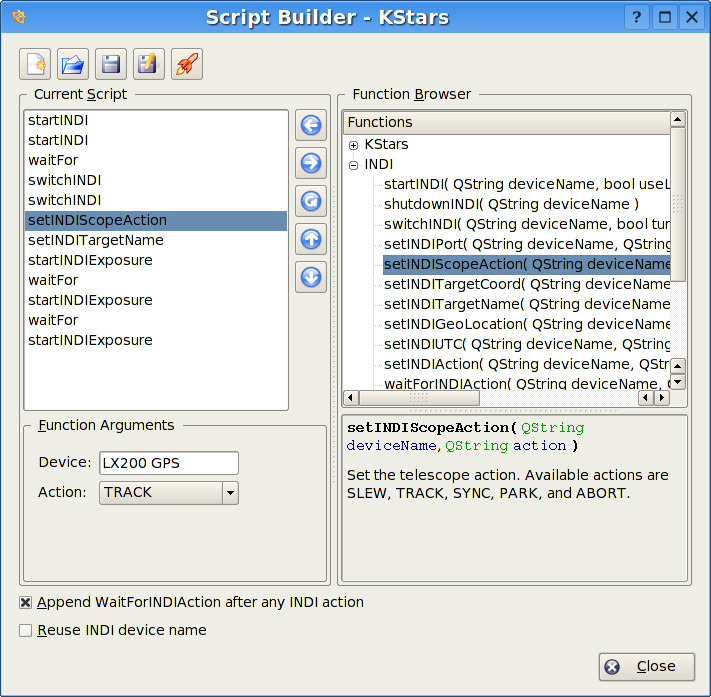 Script Builder - KStars
Current Script
startINDI
startINDI
waitFor
switchINDI
switchINDI
setINDIScopeAction
setINDITargetName
startINDIExposure
waitFor
startINDIExposure
waitFor
startINDIExposure
Function Arguments
Device: LX200 GPS
Action: TRACK
Function Browser
Functions
KStars
INDI
startINDI( QString deviceName, bool useL
shutdownINDI( QString deviceName )
switchINDI( QString deviceName, bool tur
setINDIPort( QString deviceName, QString
setINDIScopeAction( QString deviceName
setINDITargetCoord( QString deviceName
setINDITargetName( QString deviceName
setINDIGeoLocation( QString deviceName
setINDIUTC( QString deviceName, QString
setINDIAction( QString deviceName, QStr
waitForINDIAction( QString deviceName,
setINDIScopeAction( QString
deviceName, QString action )
Set the telescope action. Available actions are
SLEW, TRACK, SYNC, PARK, and ABORT.
Append WaitForINDIAction after any INDI action
Reuse INDI device name
Close